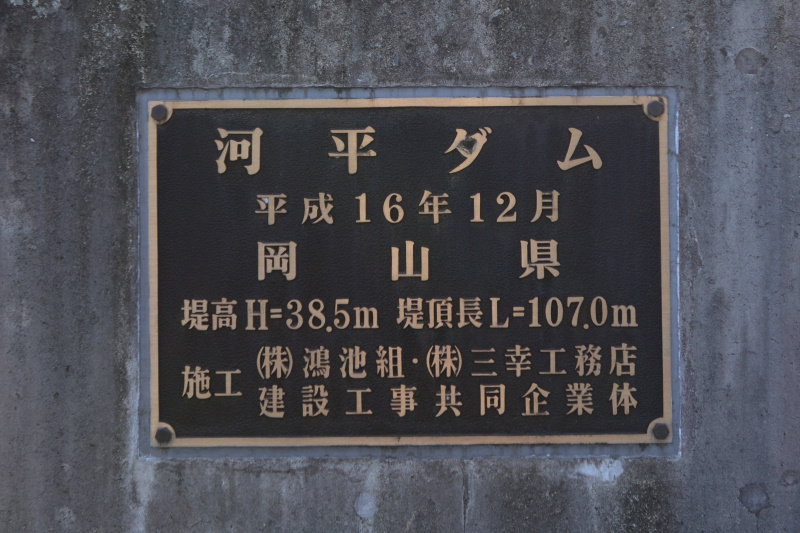 河平ダム
平成16年12月
岡山県
堤高H=38.5m 堤頂長L=107.0m
施工 ㈱鴻池組・㈱三幸工務店
建設工事共同企業体